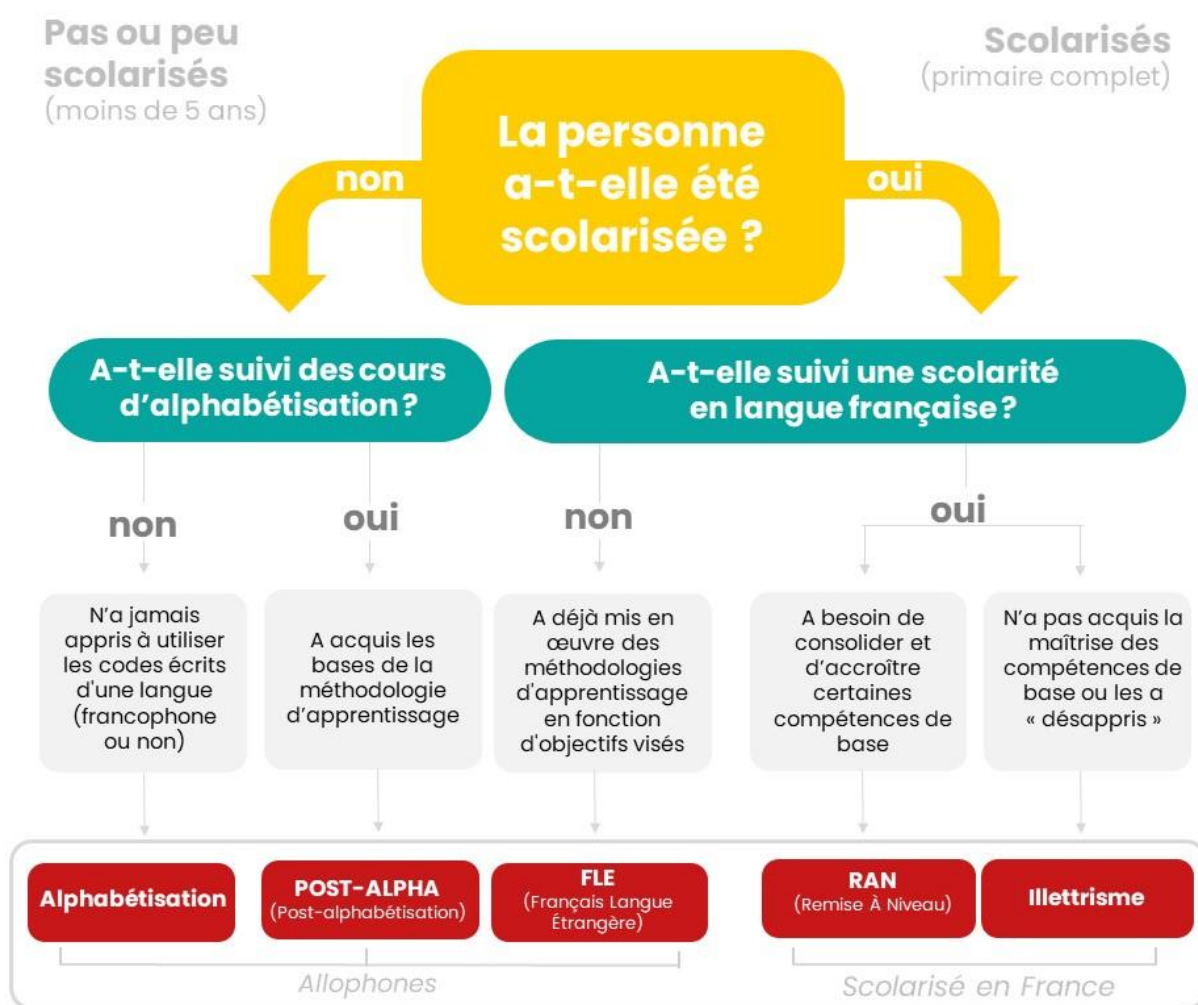 Pas ou peu
scolarisés
(moins de 5 ans)
Scolarisés
(primaire complet)
La personne
a-t-elle été
scolarisée ?
non
oui
A-t-elle suivi des cours
d'alphabétisation ?
A-t-elle suivi une scolarité
en langue française ?
non
oui
non
oui
N'a jamais
appris à utiliser
les codes écrits
d'une langue
(francophone
ou non)
A acquis les
bases de la
méthodologie
d'apprentissage
A déjà mis en
œuvre des
méthodologies
d'apprentissage
en fonction
d'objectifs visés
A besoin de
consolider et
d'accroître
certaines
compétences de
base
N'a pas acquis la
maîtrise des
compétences de
base ou les a
« désappris »
Alphabétisation
POST-ALPHA
(Post-alphabétisation)
FLE
(Français Langue
Étrangère)
RAN
(Remise À Niveau)
Illettrisme
Allophones
Scolarisé en France